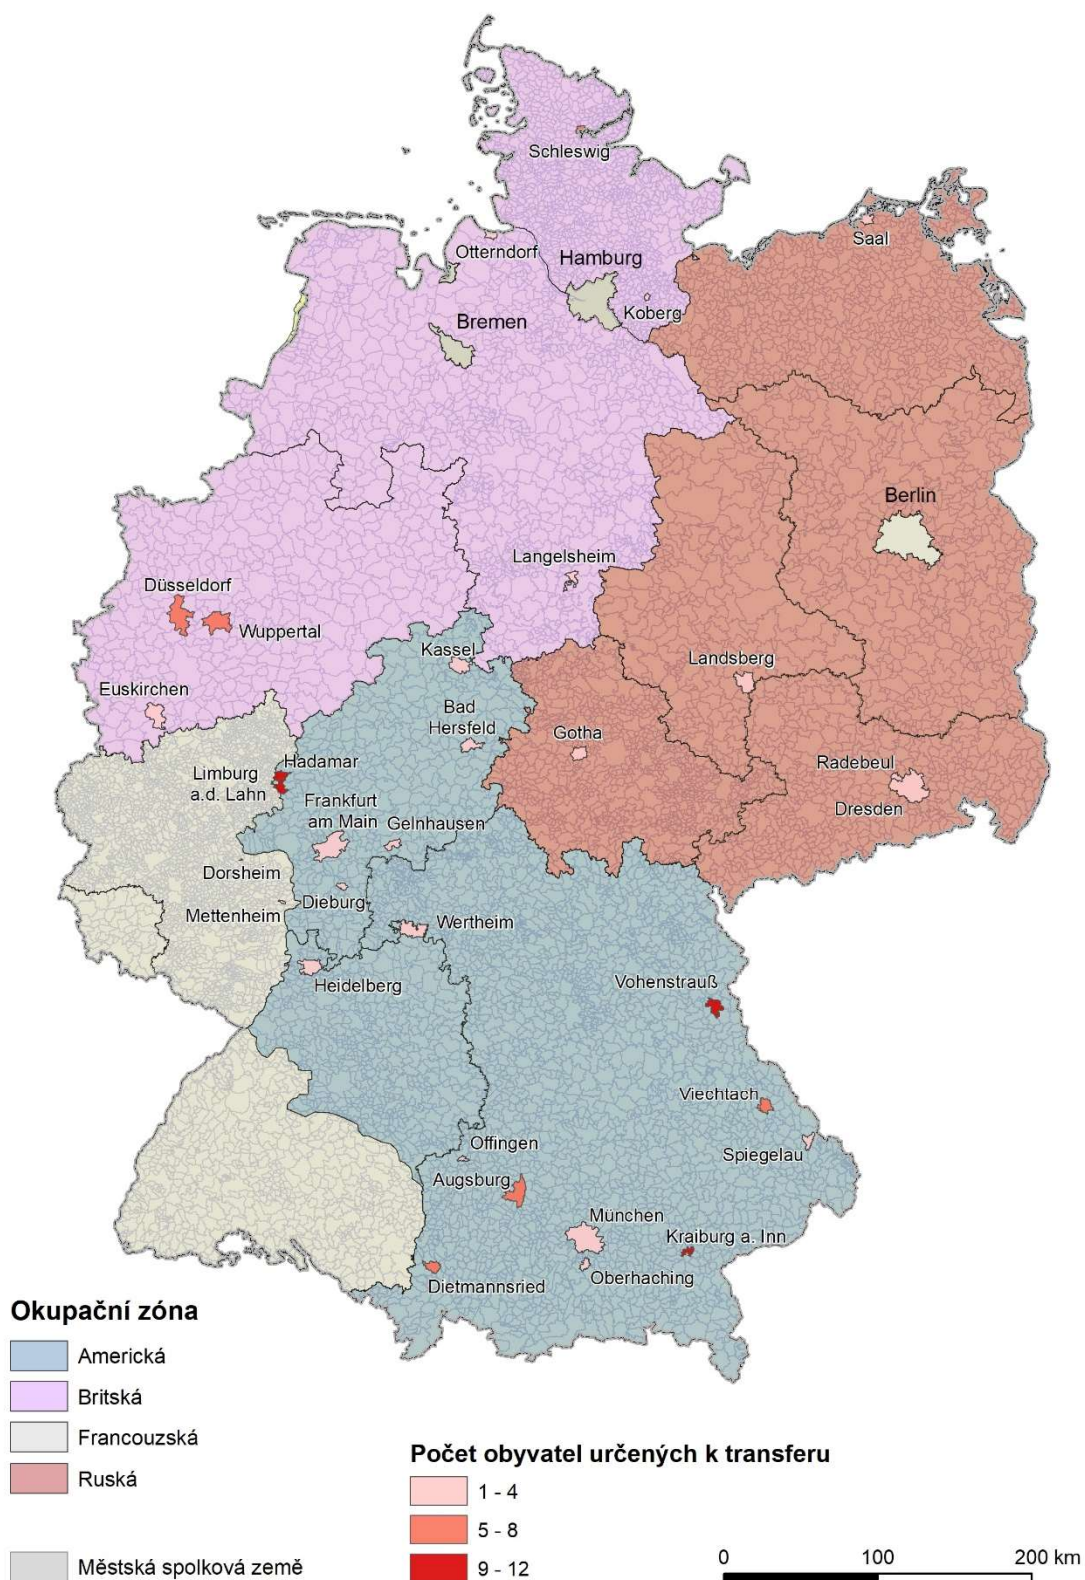 Schleswig
Saal
Otterndorf
Hamburg
Koberg
Bremen
Berlin
Langelsheim
Düsseldorf
Wuppertal
Kassel
Landsberg
Euskirchen
Bad
Hersfeld
Gotha
Radebeul
Hadamar
Limburg
a.d. Lahn
Dresden
Frankfurt
am Main
Gelnhausen
Dorsheim
Dieburg
Mettenheim
Wertheim
Heidelberg
Vohenstrauß
Viechtach
Offingen
Spiegelau
Augsburg
München
Kraiburg a. Inn
Oberhaching
Dietmannsried
Okupační zóna
Americká
Britská
Francouzská
Ruská
Městská spolková země
Počet obyvatel určených k transferu
1 - 4
5 - 8
9 - 12
0 100 200 km